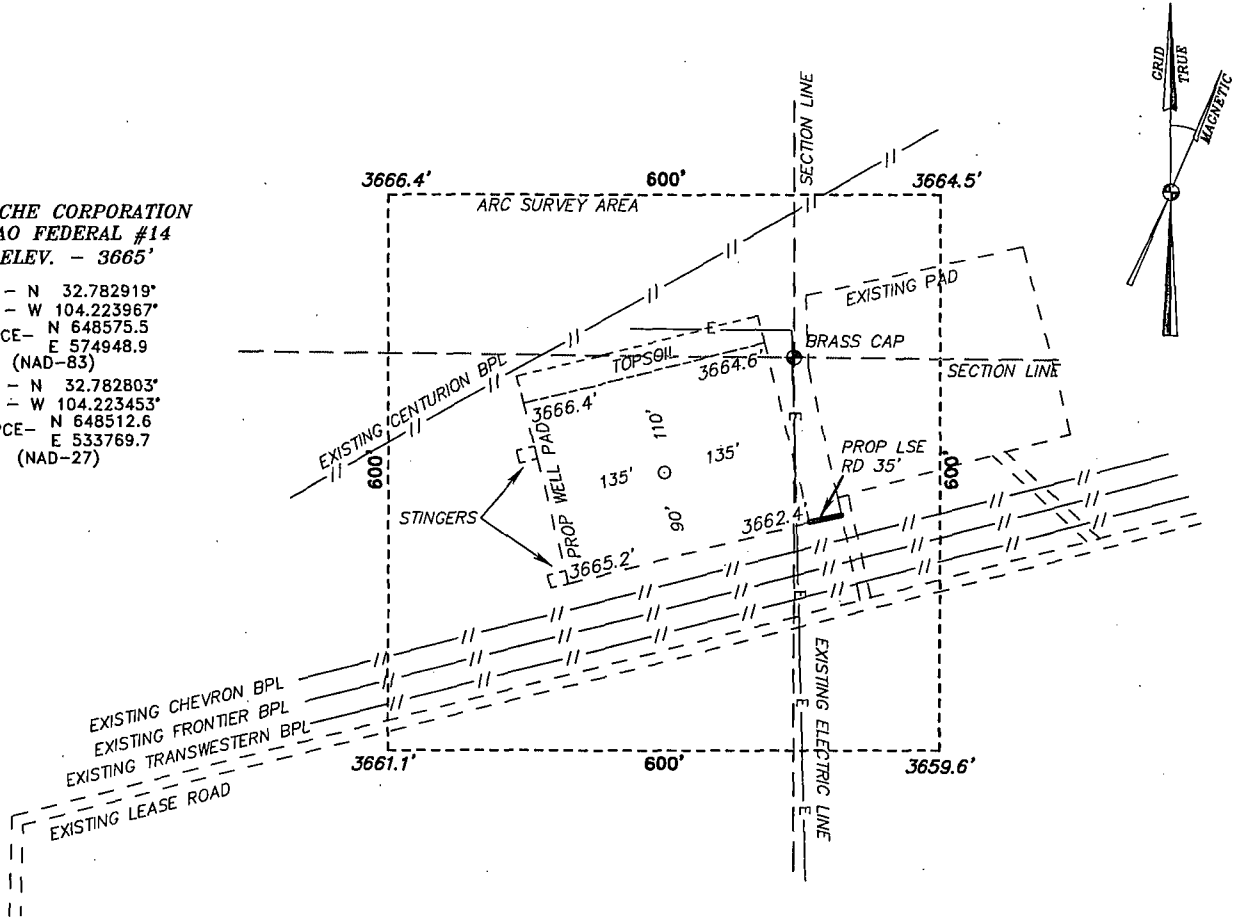 GRID
TRUE
MAGNETIC
SECTION LINE
3666.4'
600'
3664.5'
ARC SURVEY AREA
CHE CORPORATION
AO FEDERAL #14
ELEV. - 3665'
- N 32.782919°
- W 104.223967°
CE- N 648575.5
E 574948.9
(NAD-83)
- N 32.782803°
- W 104.223453°
PCE- N 648512.6
E 533769.7
(NAD-27)
EXISTING PAD
E
BRASS CAP
TOPSOIL
3664.6'
SECTION LINE
EXISTING CENTURION BPL
3666.4'
110'
PROP LSE
RD 35'
600'
PROP WELL PAD
135'
135'
600'
STINGERS
90'
3662.4'
3665.2'
E
E
E
E
E
EXISTING ELECTRIC LINE
EXISTING CHEVRON BPL
EXISTING FRONTIER BPL
EXISTING TRANSWESTERN BPL
EXISTING LEASE ROAD
3661.1'
600'
3659.6'